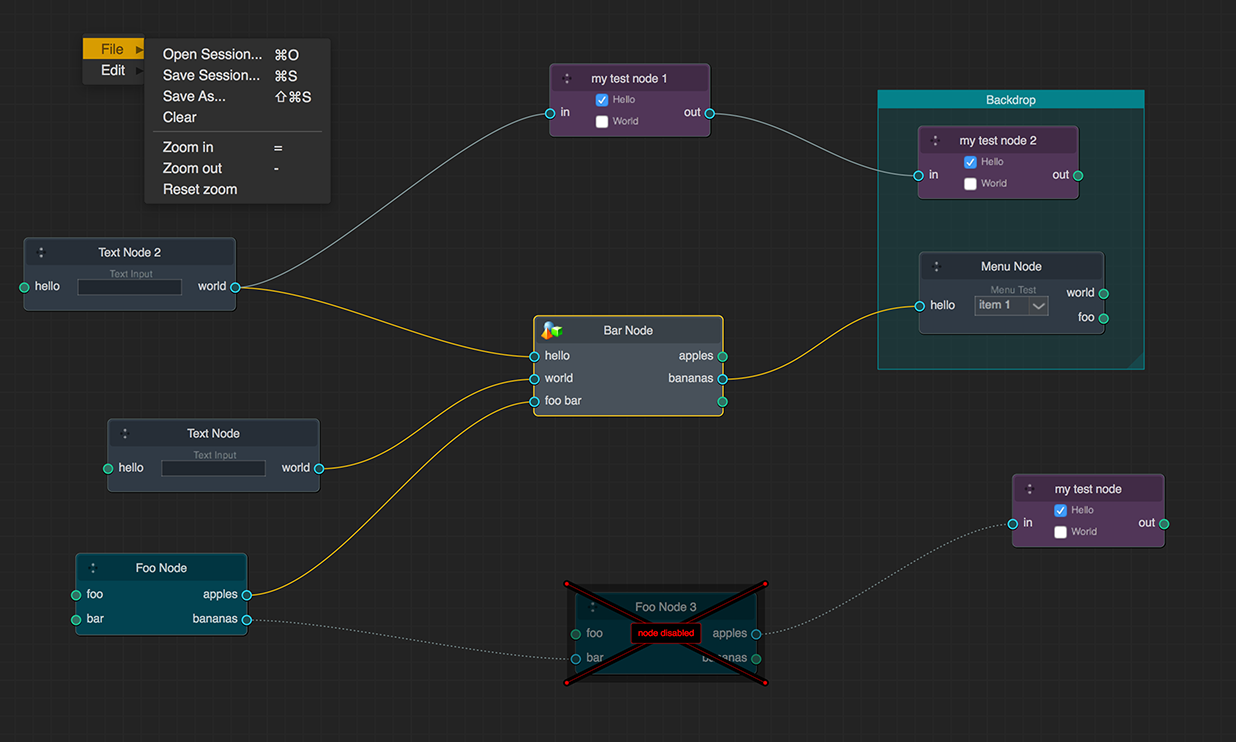 File
Edit
Open Session... ⌘O
Save Session... ⌘S
Save As... ⇧⌘S
Clear
Zoom in =
Zoom out -
Reset zoom
my test node 1
Hello
in out
World
Backdrop
my test node 2
Hello
in out
World
Text Node 2
Text Input
hello world
Menu Node
Menu Test
world
hello item 1
foo
Bar Node
hello apples
world bananas
foo bar
Text Node
Text Input
hello world
my test node
Hello
in out
World
Foo Node
foo apples
bar bananas
Foo Node 3
foo node disabled apples
bar bananas